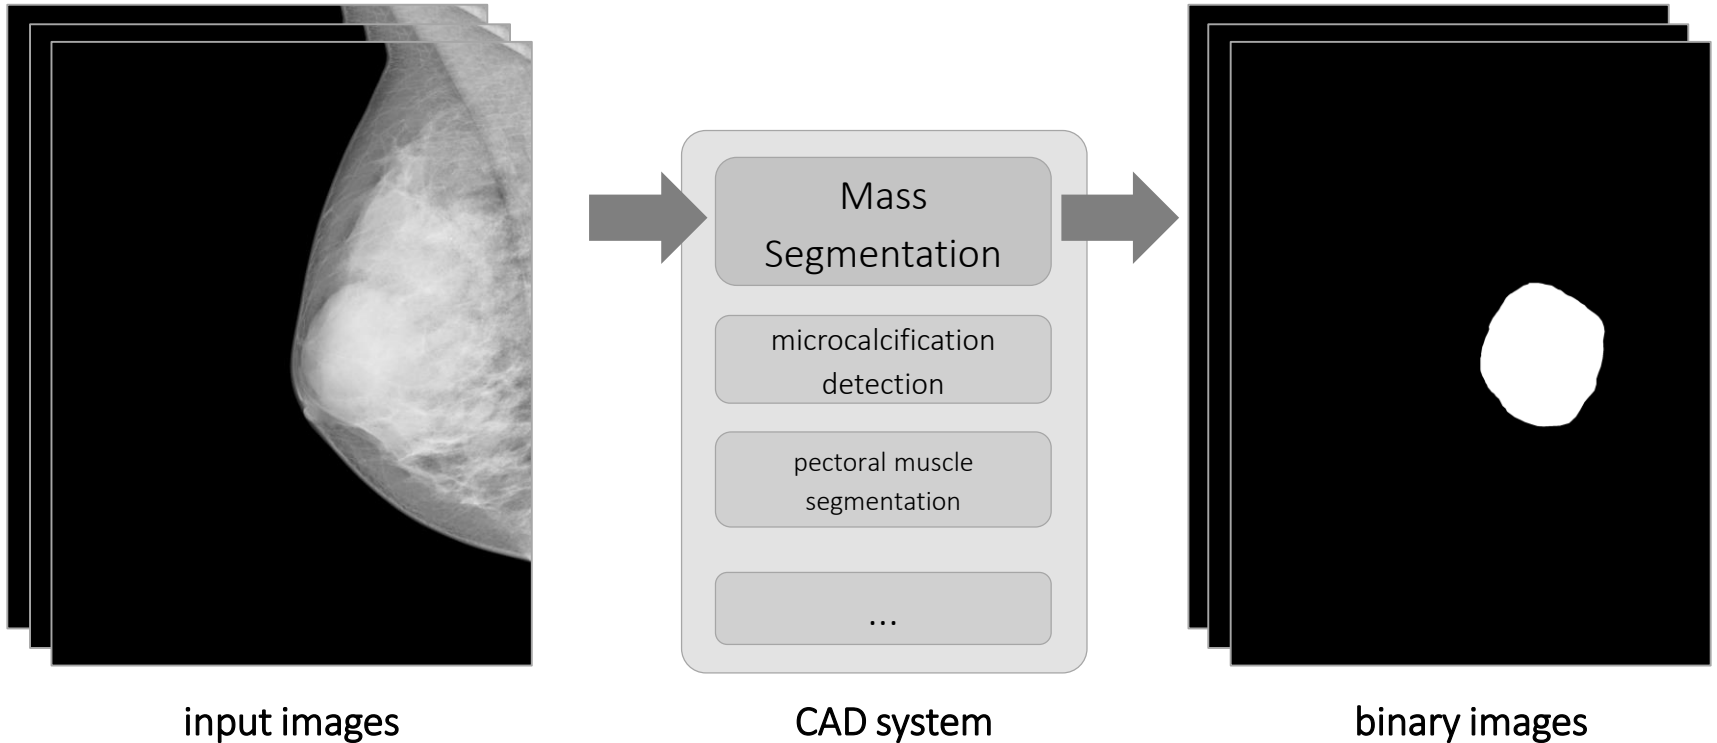 Mass
Segmentation
microcalcification
detection
pectoral muscle
segmentation
...
input images
CAD system
binary images